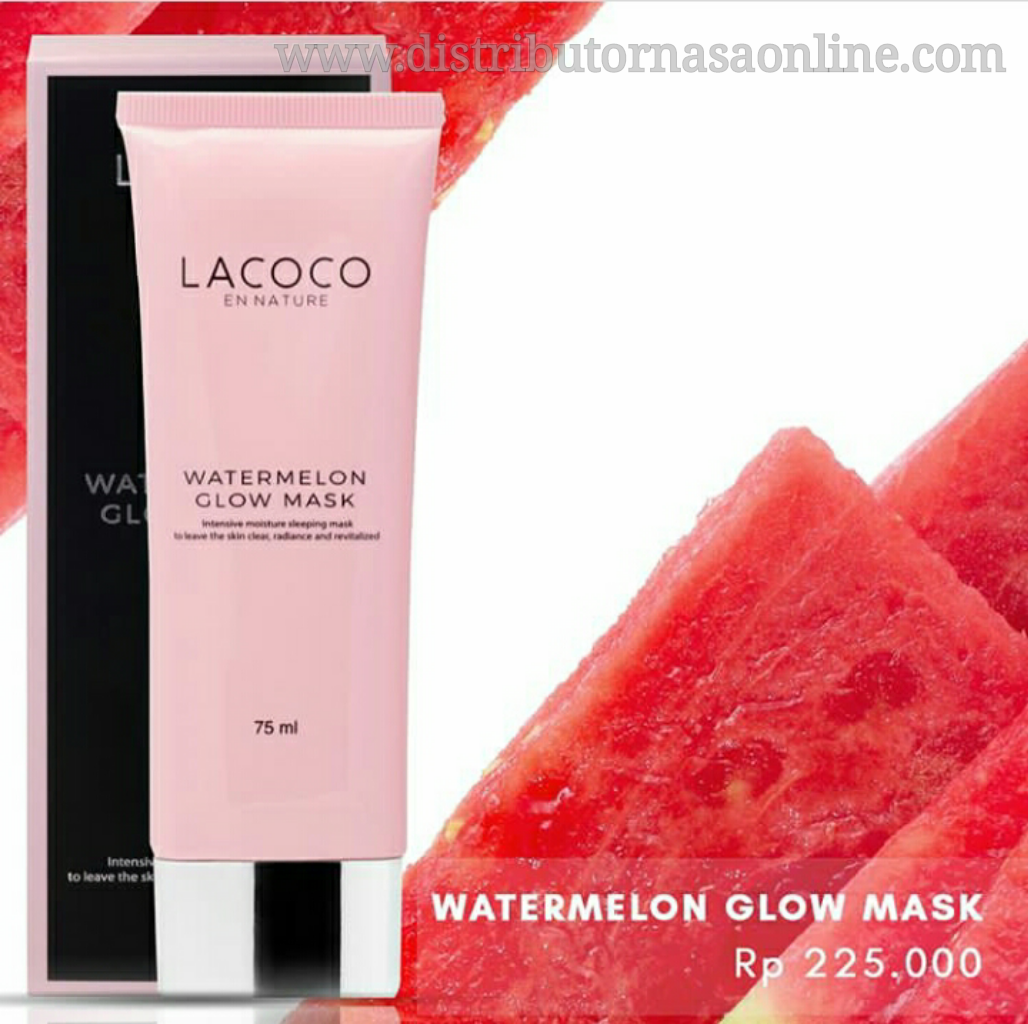 www.distributornasaonline.com
LACOCO
EN NATURE
WATERMELON
GLOW MASK
Intensive moisture sleeping mask
to leave the skin clear, radiance and revitalized
75 ml
WATERMELON GLOW MASK
Rp 225.000